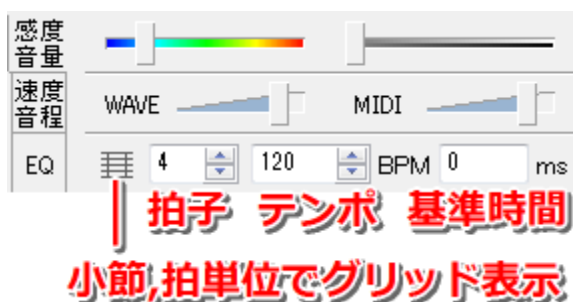 感度
音量
速度
音程
WAVE MIDI
EQ 4 120 BPM 0 ms
拍子 テンポ 基準時間
小節,拍単位でグリッド表示